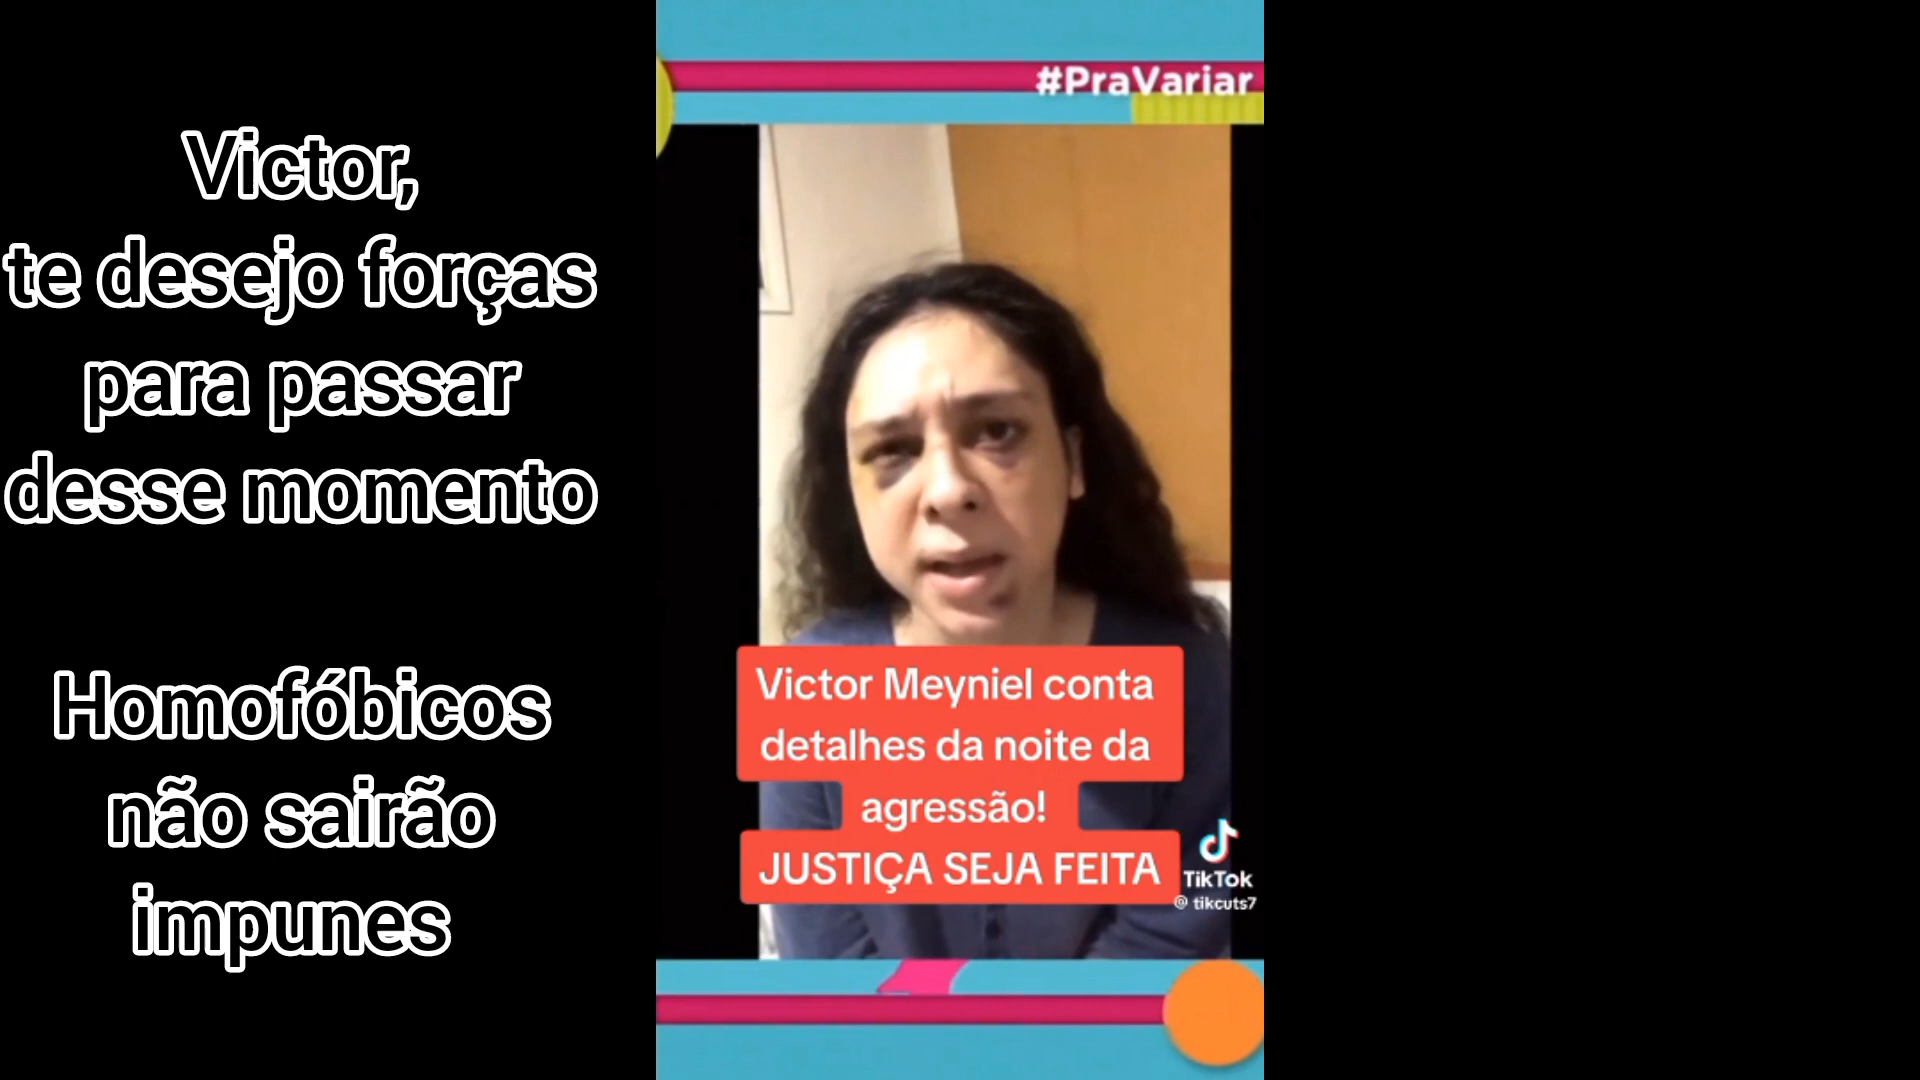 Victor,
te desejo forças
para passar
desse momento
Homofóbicos
não sairão
impunes
#PraVariar
Victor Meyniel conta
detalhes da noite da
agressão!
JUSTIÇA SEJA FEITA
TikTok
@ tikcuts7